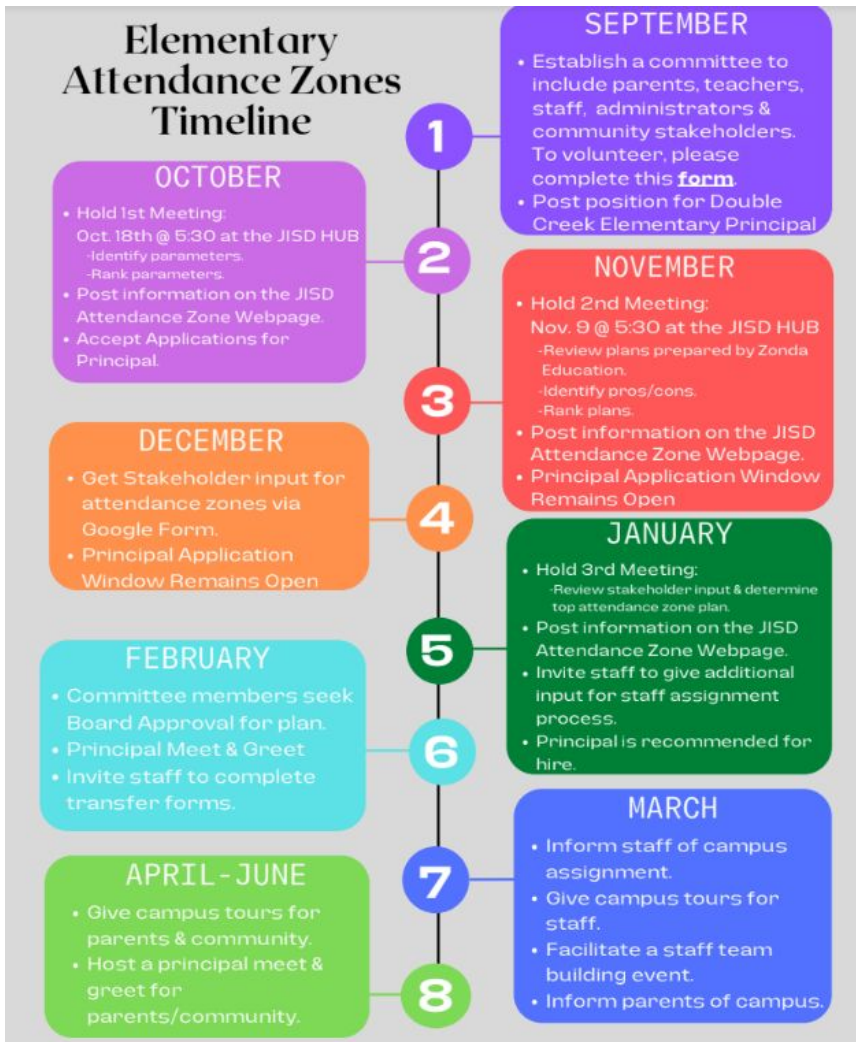 Elementary
Attendance Zones
Timeline
1
SEPTEMBER
• Establish a committee to
include parents, teachers,
staff, administrators &
community stakeholders.
To volunteer, please
complete this form.
• Post position for Double
Creek Elementary Principal
2
OCTOBER
• Hold 1st Meeting:
Oct. 18th @ 5:30 at the JISD HUB
-Identify parameters.
-Rank parameters.
• Post information on the JISD
Attendance Zone Webpage.
• Accept Applications for
Principal.
3
NOVEMBER
• Hold 2nd Meeting:
Nov. 9 @ 5:30 at the JISD HUB
-Review plans prepared by Zonda
Education.
-Identify pros/cons.
-Rank plans.
• Post information on the JISD
Attendance Zone Webpage.
• Principal Application Window
Remains Open
4
DECEMBER
• Get Stakeholder input for
attendance zones via
Google Form.
• Principal Application
Window Remains Open
5
JANUARY
• Hold 3rd Meeting:
-Review stakeholder input & determine
top attendance zone plan.
• Post information on the JISD
Attendance Zone Webpage.
• Invite staff to give additional
input for staff assignment
process.
• Principal is recommended for
hire.
6
FEBRUARY
• Committee members seek
Board Approval for plan.
• Principal Meet & Greet
• Invite staff to complete
transfer forms.
7
MARCH
• Inform staff of campus
assignment.
• Give campus tours for
staff.
• Facilitate a staff team
building event.
• Inform parents of campus.
8
APRIL-JUNE
• Give campus tours for
parents & community.
• Host a principal meet &
greet for
parents/community.